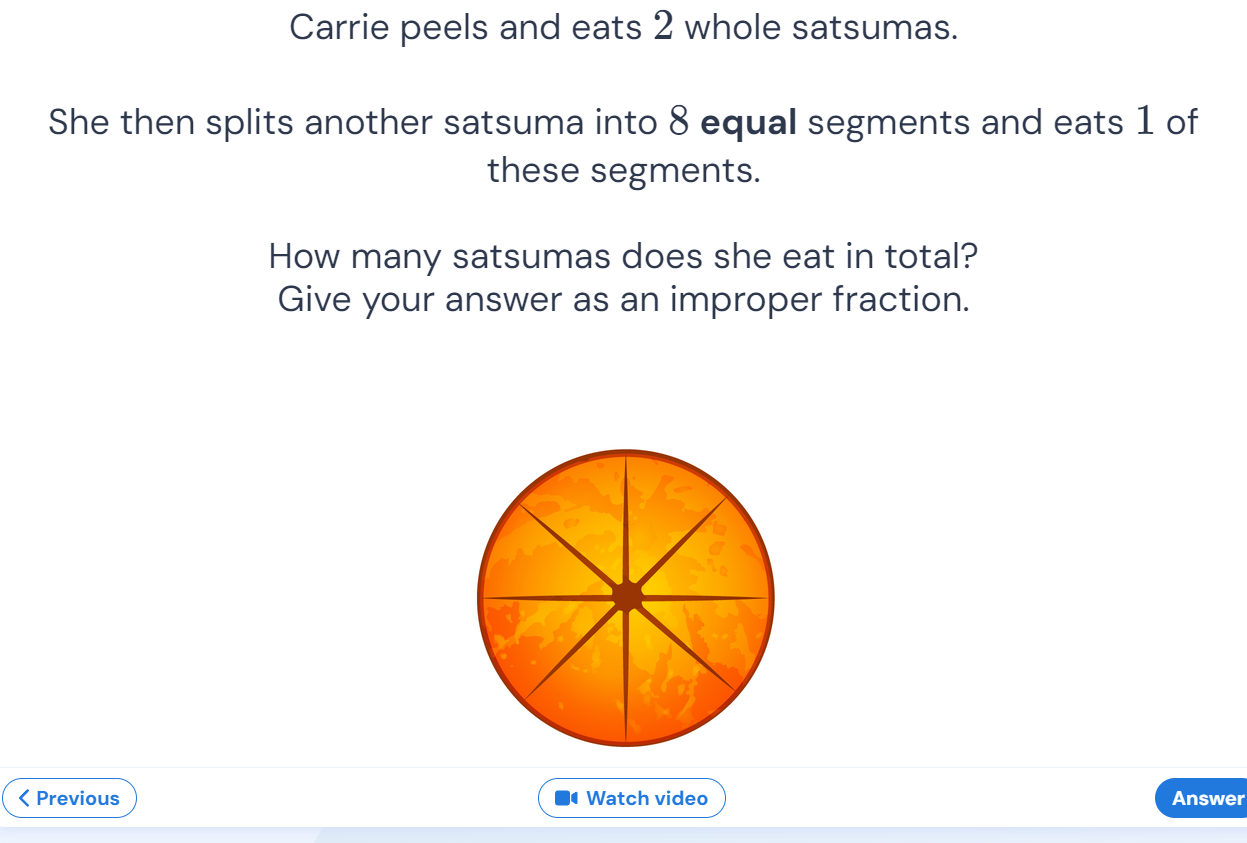 Carrie peels and eats 2 whole satsumas.
She then splits another satsuma into 8 equal segments and eats 1 of
these segments.
How many satsumas does she eat in total?
Give your answer as an improper fraction.
Previous
Watch video
Answer